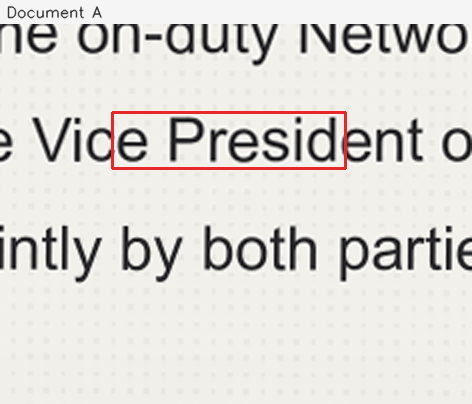 Document A
he on-duty Netwo
e Vice President o
intly by both partie